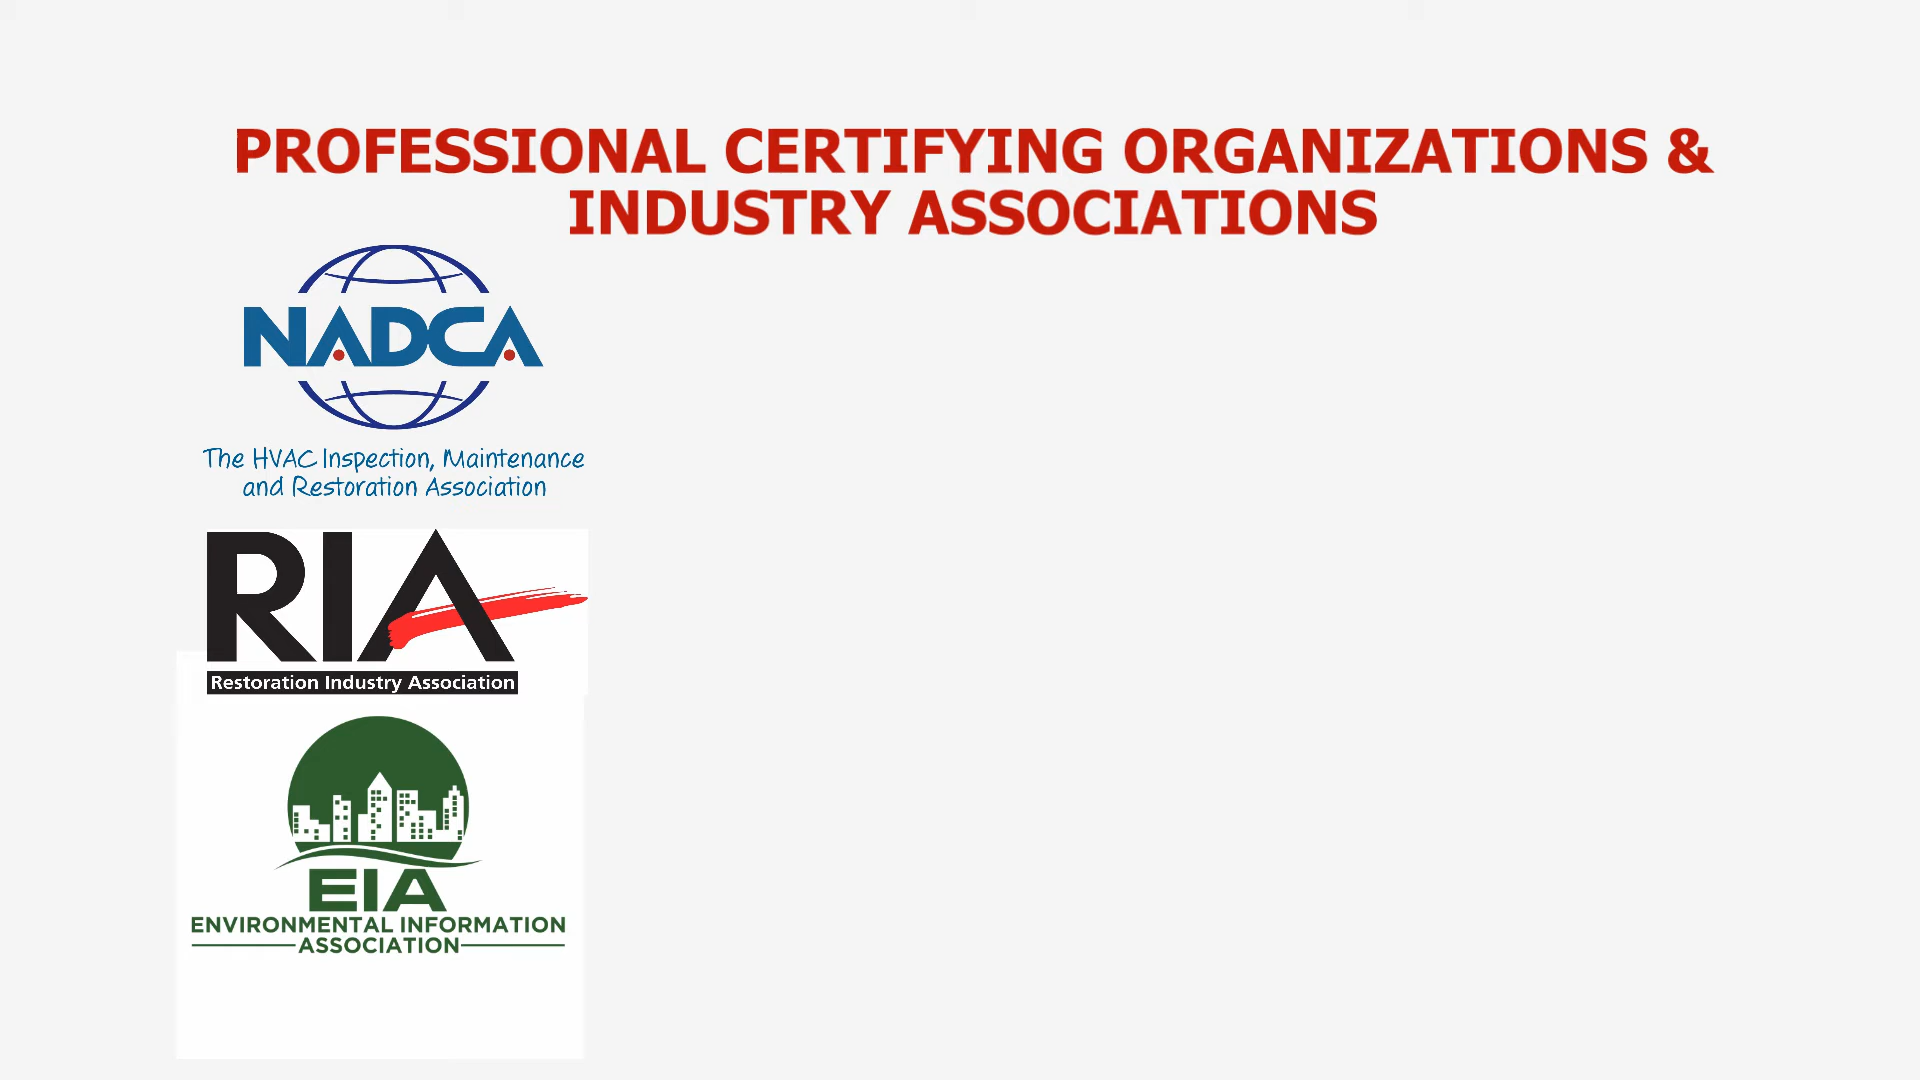 PROFESSIONAL CERTIFYING ORGANIZATIONS &
INDUSTRY ASSOCIATIONS
NADCA
The HVAC Inspection, Maintenance
and Restoration Association
RIA
Restoration Industry Association
EIA
ENVIRONMENTAL INFORMATION
ASSOCIATION